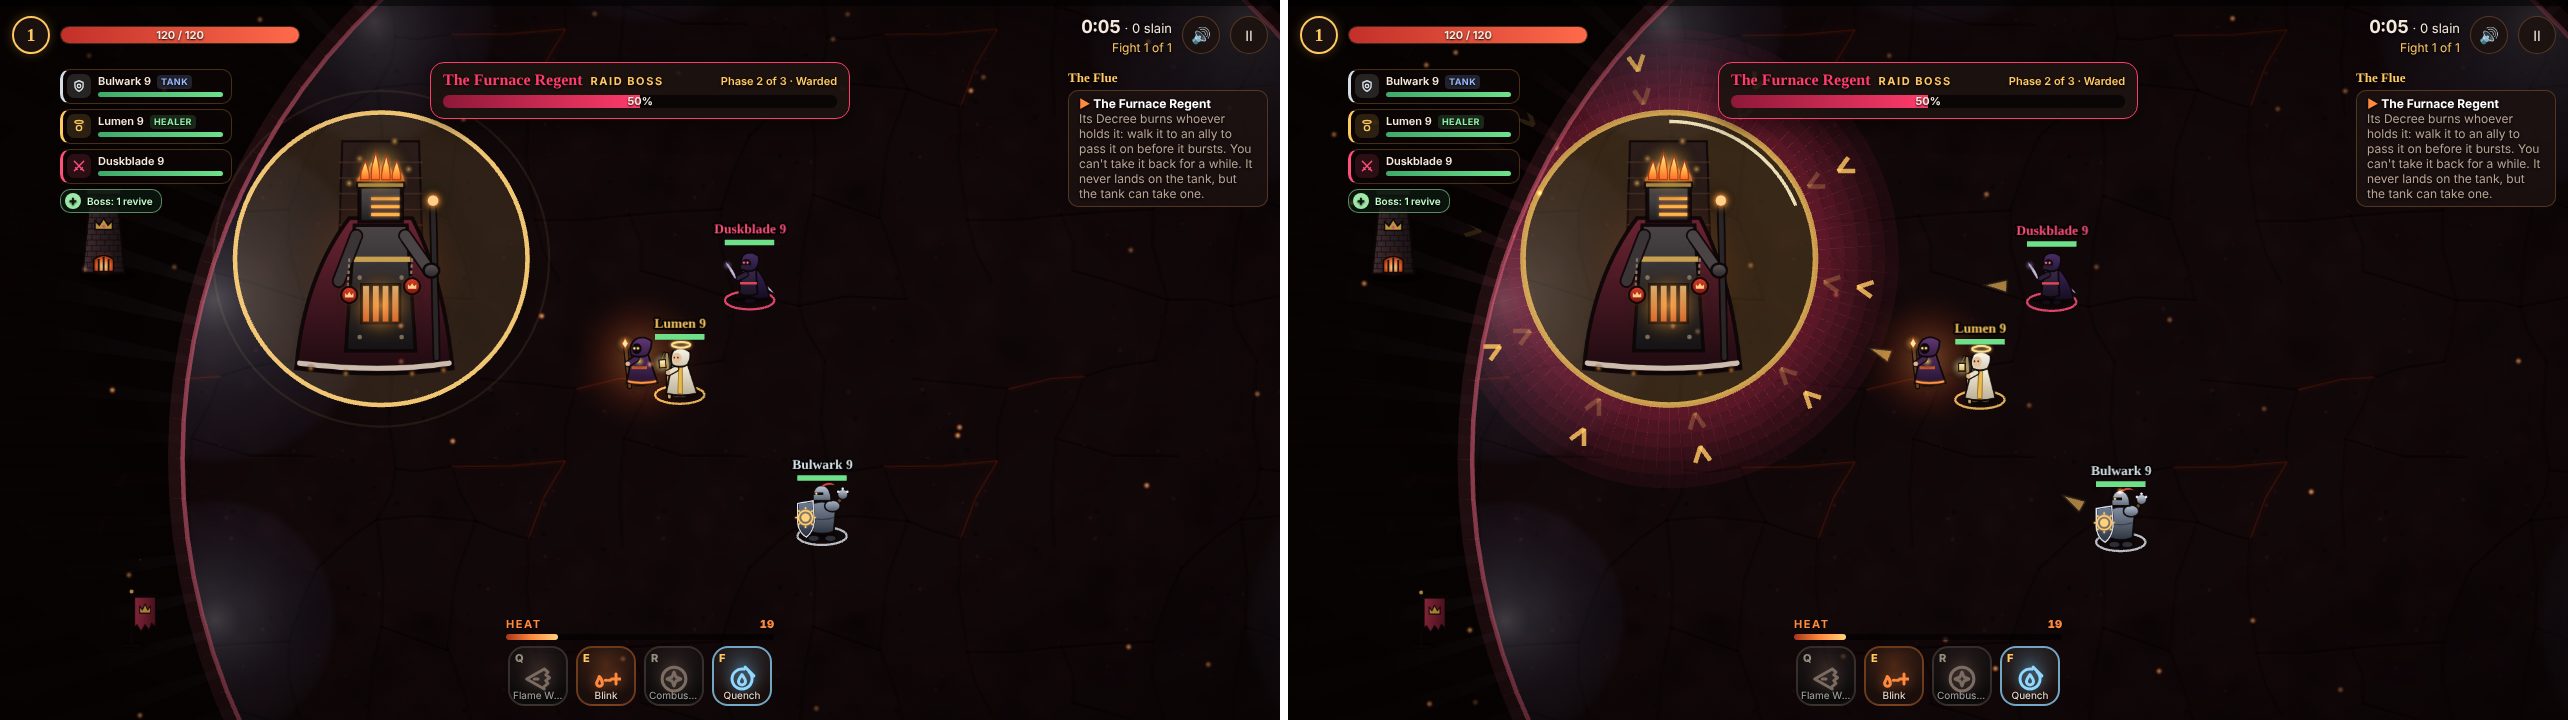 1
120 / 120
0:05 · 0 slain
Fight 1 of 1
Bulwark 9 TANK
Lumen 9 HEALER
Duskblade 9
Boss: 1 revive
The Furnace Regent RAID BOSS Phase 2 of 3 · Warded
50%
The Flue
The Furnace Regent
Its Decree burns whoever
holds it: walk it to an ally to
pass it on before it bursts. You
can't take it back for a while. It
never lands on the tank, but
the tank can take one.
Duskblade 9
Lumen 9
Bulwark 9
HEAT 19
Q E R F
Flame W... Blink Combus... Quench
1
120 / 120
0:05 · 0 slain
Fight 1 of 1
Bulwark 9 TANK
Lumen 9 HEALER
Duskblade 9
Boss: 1 revive
The Furnace Regent RAID BOSS Phase 2 of 3 · Warded
50%
The Flue
The Furnace Regent
Its Decree burns whoever
holds it: walk it to an ally to
pass it on before it bursts. You
can't take it back for a while. It
never lands on the tank, but
the tank can take one.
Duskblade 9
Lumen 9
Bulwark 9
HEAT 19
Q E R F
Flame W... Blink Combus... Quench